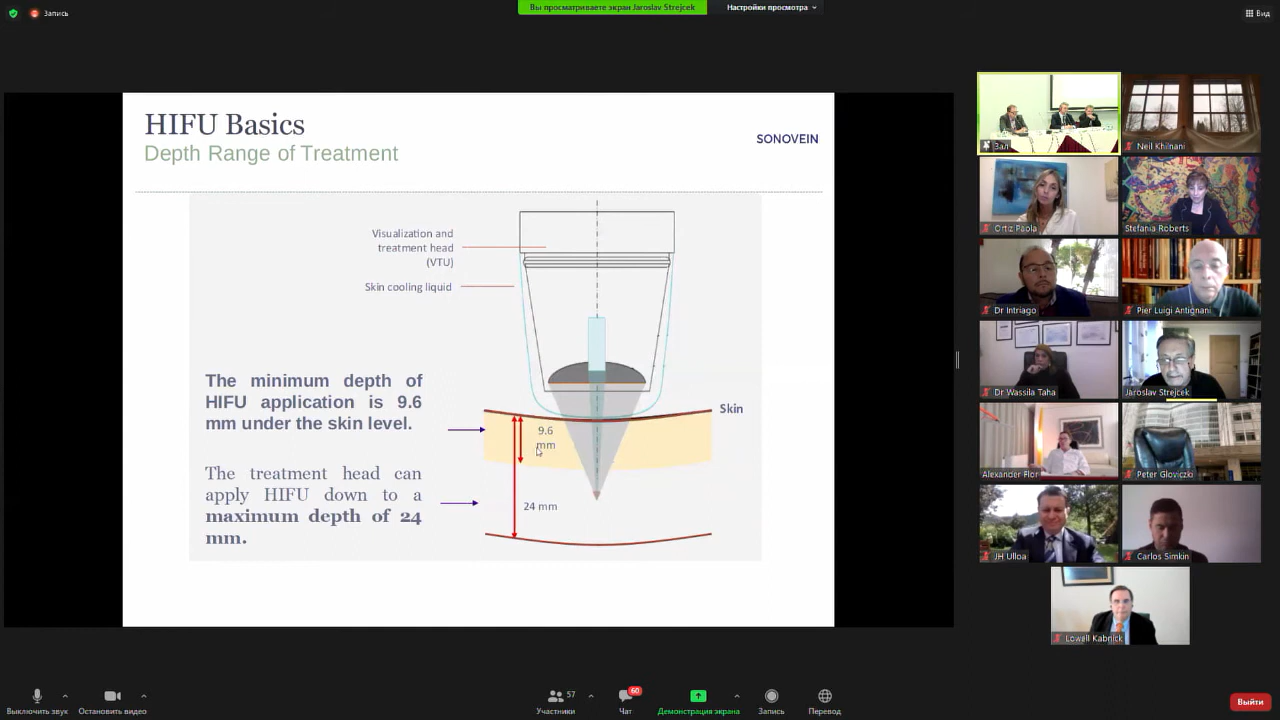 Запись
Вы просматриваете экран Jaroslav Strejcek
Настройки просмотра
Вид
HIFU Basics
Depth Range of Treatment
SONOVEIN
Visualization and
treatment head
(VTU)
Skin cooling liquid
The minimum depth of
HIFU application is 9.6
mm under the skin level.
The treatment head can
apply HIFU down to a
maximum depth of 24
mm.
Skin
9.6
mm
24 mm
Зал
Neil Khilnani
Ortiz Paola
Stefania Roberts
Dr Intriago
Pier Luigi Antignani
Dr Wassila Taha
Jaroslav Strejcek
Alexander Flor
Peter Gloviczki
JH Ulloa
Carlos Simkin
Lowell Kabnick
Выключить звук
Остановить видео
57
Участники
60
Чат
Демонстрация экрана
Запись
Перевод
Выйти